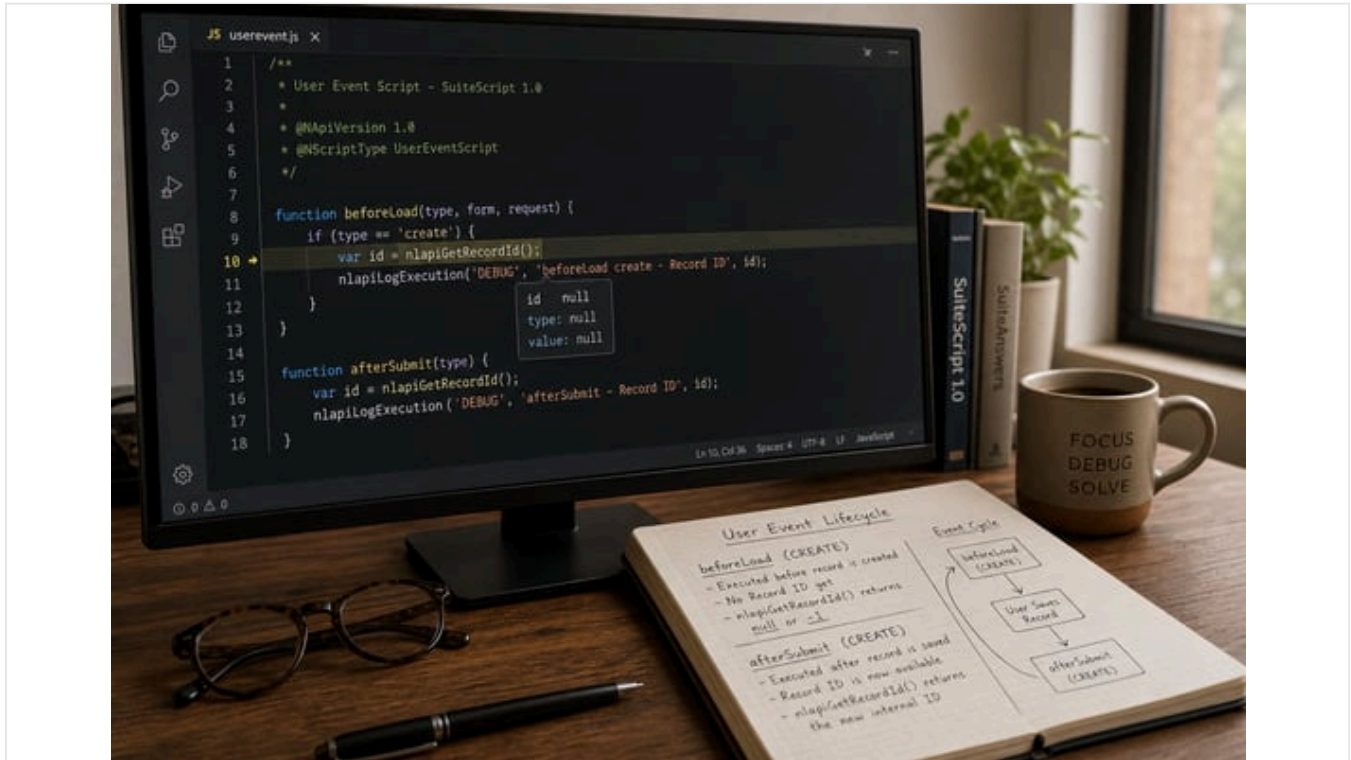 JS userevent.js ×
1 /**
2 * User Event Script - SuiteScript 1.0
3 *
4 * @NApiVersion 1.0
5 * @NScriptType UserEventScript
6 */
7
8 function beforeLoad(type, form, request) {
9 if (type == 'create') {
10 var id = nlapiGetRecordId();
11 nlapiLogExecution('DEBUG', 'beforeLoad create - Record ID', id);
12 }
13 }
14
15 function afterSubmit(type) {
16 var id = nlapiGetRecordId();
17 nlapiLogExecution('DEBUG', 'afterSubmit - Record ID', id);
18 }
id null
type: null
value: null
Ln 10, Col 36 Spaces: 4 UTF-8 LF JavaScript
0 0
SuiteScript 1.0
SuiteAnswers
FOCUS
DEBUG
SOLVE
User Event Lifecycle
beforeLoad (CREATE)
- Executed before record is created
- No Record ID yet
- nlapiGetRecordId() returns
null or -1
afterSubmit (CREATE)
- Executed after record is saved
- Record ID is now available
- nlapiGetRecordId() returns
the new internal ID
Event Cycle
beforeLoad
(CREATE)
User Saves
Record
afterSubmit
(CREATE)